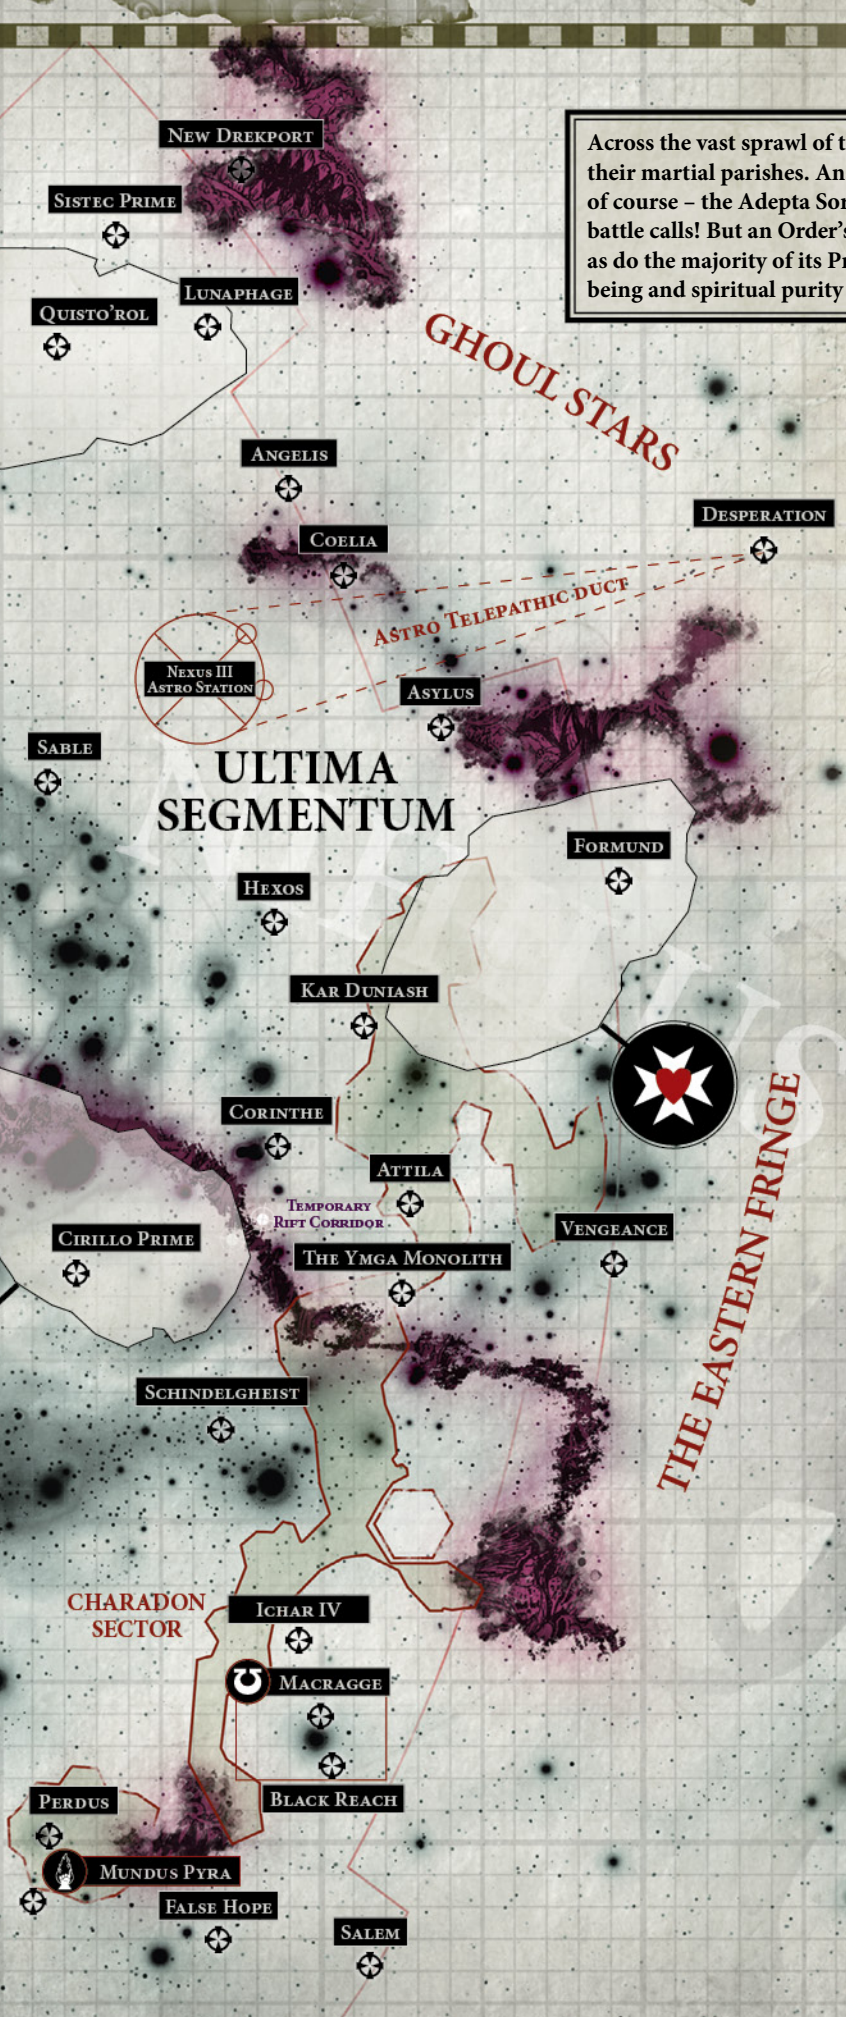 New Drekport
Sistec Prime
Across the vast sprawl of t
their martial parishes. An
of course – the Adepta Sor
battle calls! But an Order's
as do the majority of its Pr
being and spiritual purity
Lunaphage
Quisto'rol
GHOUL STARS
Angelis
Desperation
Coelia
Astro Telepathic duct
Nexus III
Astro Station
Asylus
Sable
ULTIMA
SEGMENTUM
Formund
Hexos
Kar Duniash
Corinthe
Attila
Temporary
Rift Corridor
Vengeance
Cirillo Prime
The Ymga Monolith
THE EASTERN FRINGE
Schindelgheist
CHARADON
SECTOR
Ichar IV
Macragge
Black Reach
Perdus
Mundus Pyra
False Hope
Salem